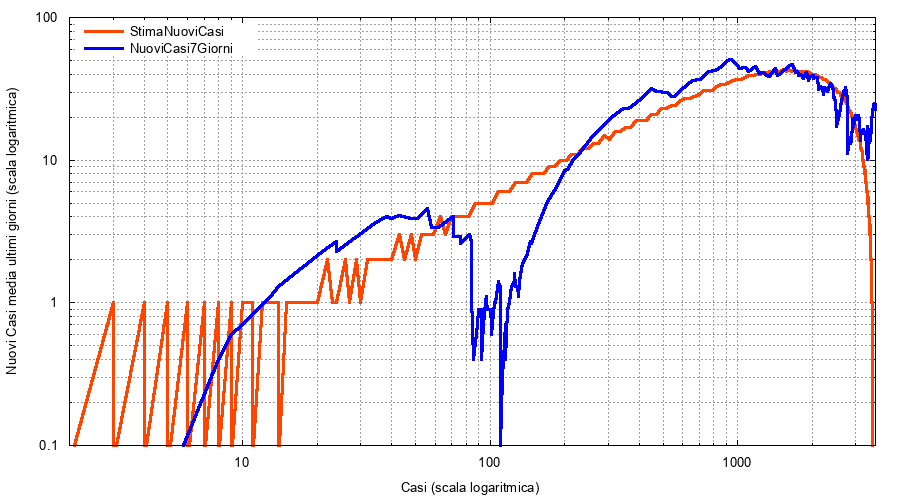 100
StimaNuoviCasi
NuoviCasi7Giorni
10
1
0.1
Nuovi Casi media ultimi giorni (scala logaritmica)
10
100
1000
Casi (scala logaritmica)